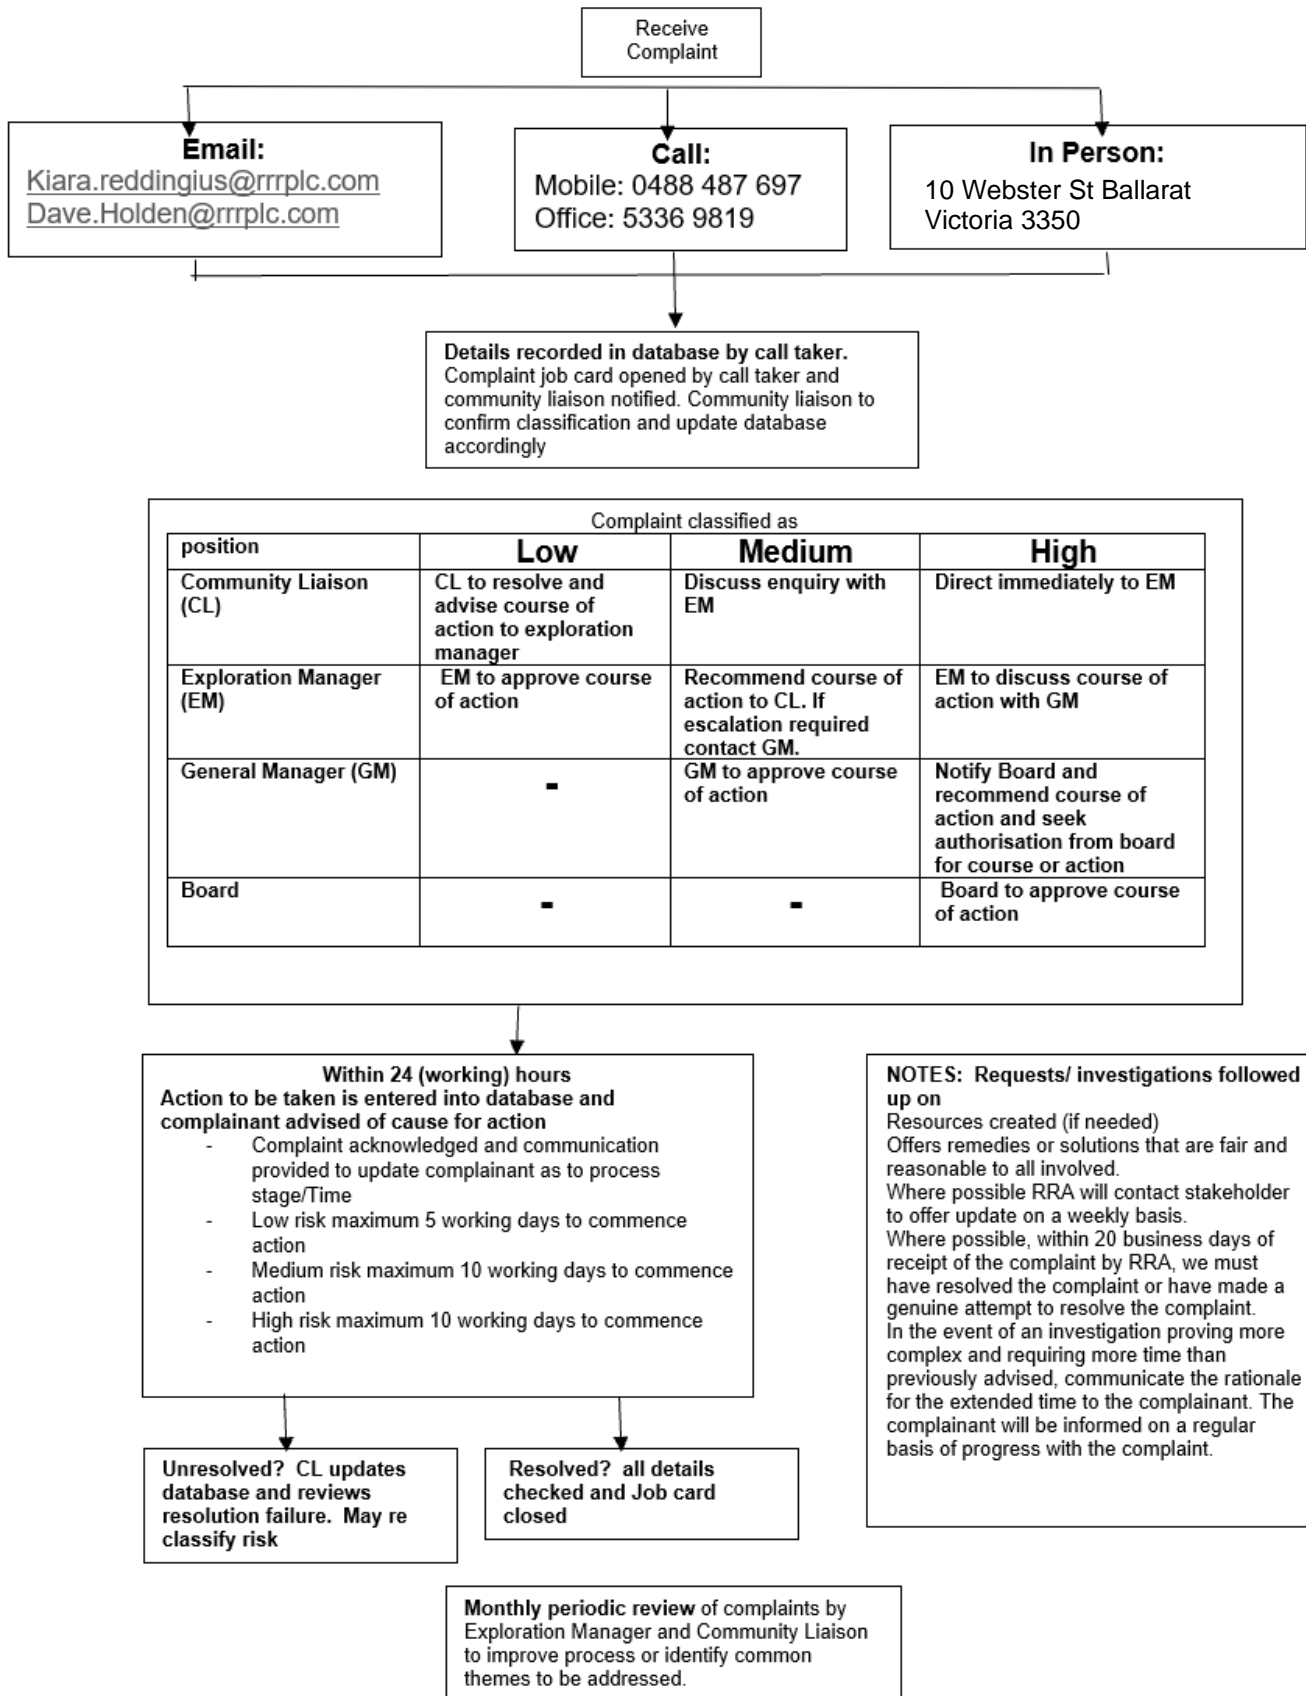 Receive
Complaint
Email:
Kiara.reddingius@rrrplc.com
Dave.Holden@rrrplc.com
Call:
Mobile: 0488 487 697
Office: 5336 9819
In Person:
10 Webster St Ballarat
Victoria 3350
Details recorded in database by call taker.
Complaint job card opened by call taker and
community liaison notified. Community liaison to
confirm classification and update database
accordingly
Complaint classified as
position
Low
Medium
High
Community Liaison
(CL)
CL to resolve and
advise course of
action to exploration
manager
Discuss enquiry with
EM
Direct immediately to EM
Exploration Manager
(EM)
EM to approve course
of action
Recommend course of
action to CL. If
escalation required
contact GM.
EM to discuss course of
action with GM
General Manager (GM)
-
GM to approve course
of action
Notify Board and
recommend course of
action and seek
authorisation from board
for course or action
Board
-
-
Board to approve course
of action
Within 24 (working) hours
Action to be taken is entered into database and
complainant advised of cause for action
- Complaint acknowledged and communication
provided to update complainant as to process
stage/Time
- Low risk maximum 5 working days to commence
action
- Medium risk maximum 10 working days to commence
action
- High risk maximum 10 working days to commence
action
NOTES: Requests/ investigations followed
up on
Resources created (if needed)
Offers remedies or solutions that are fair and
reasonable to all involved.
Where possible RRA will contact stakeholder
to offer update on a weekly basis.
Where possible, within 20 business days of
receipt of the complaint by RRA, we must
have resolved the complaint or have made a
genuine attempt to resolve the complaint.
In the event of an investigation proving more
complex and requiring more time than
previously advised, communicate the rationale
for the extended time to the complainant. The
complainant will be informed on a regular
basis of progress with the complaint.
Unresolved? CL updates
database and reviews
resolution failure. May re
classify risk
Resolved? all details
checked and Job card
closed
Monthly periodic review of complaints by
Exploration Manager and Community Liaison
to improve process or identify common
themes to be addressed.